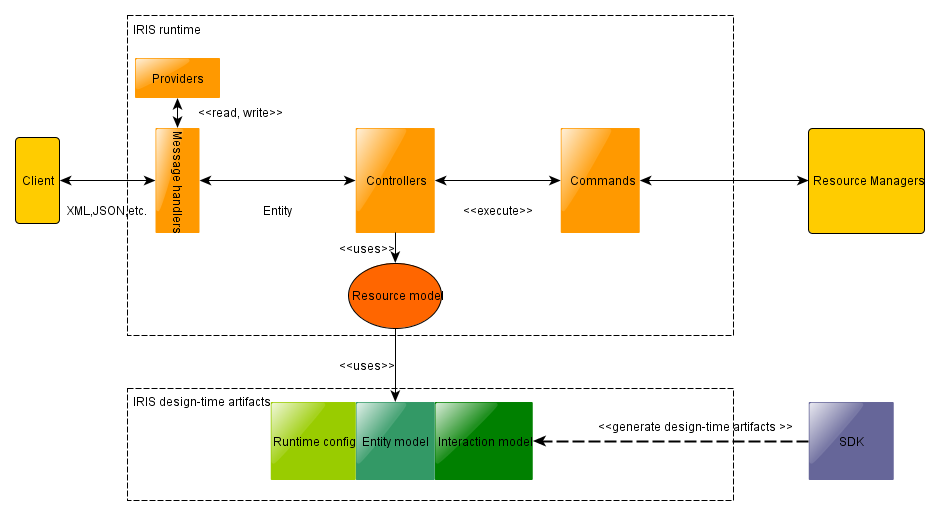 IRIS runtime
Providers
<<read, write>>
Client
XML,JSON,etc.
Message handlers
Entity
Controllers
<<execute>>
Commands
Resource Managers
<<uses>>
Resource model
<<uses>>
IRIS design-time artifacts
Runtime config
Entity model
Interaction model
<<generate design-time artifacts >>
SDK